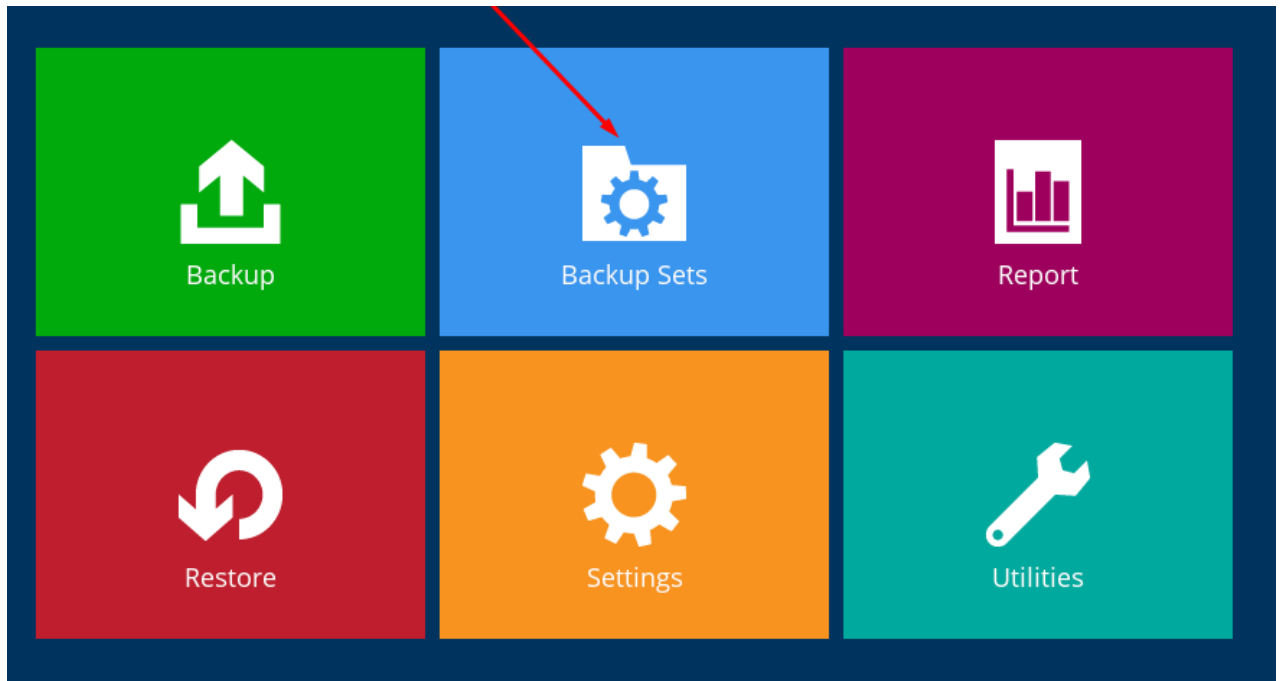 Backup
Backup Sets
Report
Restore
Settings
Utilities